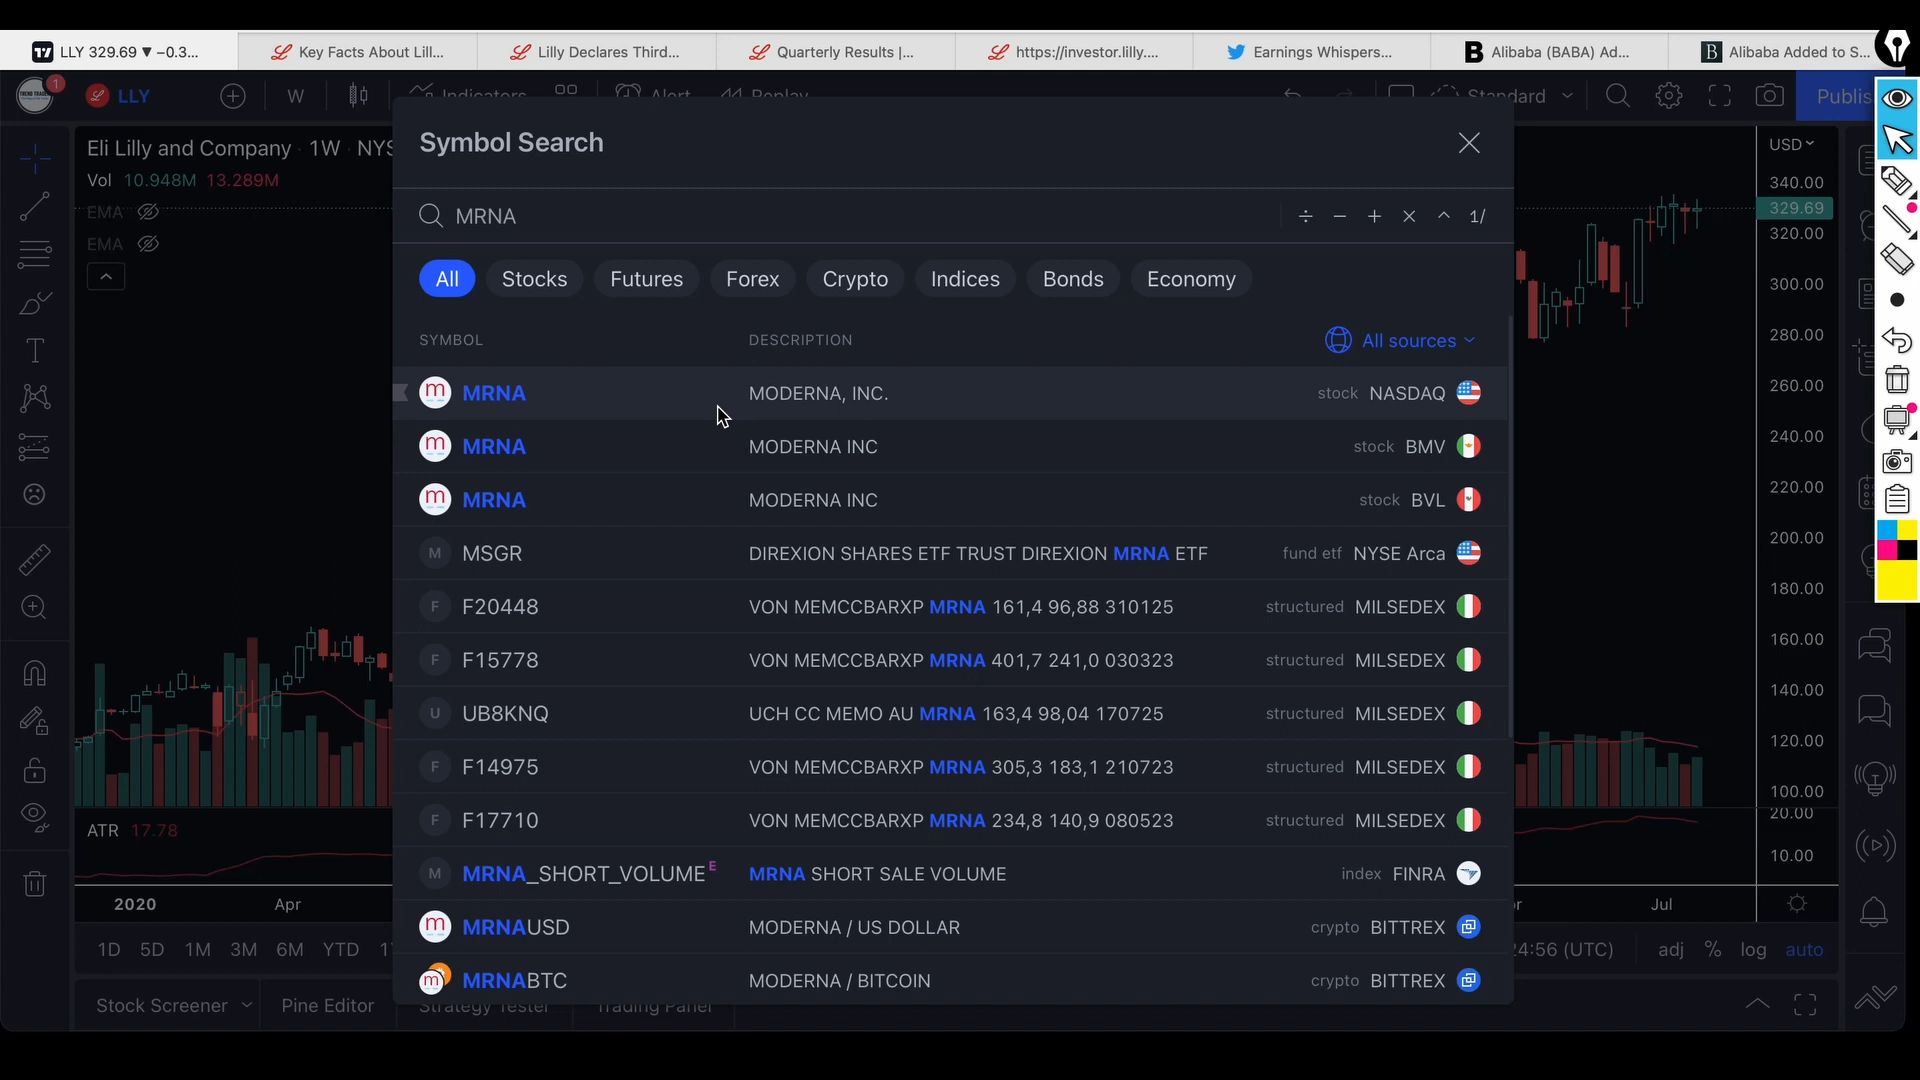 LLY 329.69 ▼ −0.3...
Key Facts About Lill...
Lilly Declares Third...
Quarterly Results |...
https://investor.lilly....
Earnings Whispers...
Alibaba (BABA) Ad...
Alibaba Added to S...
1
LLY
W
Indicators
Alert
Replay
Standard
Publis
Eli Lilly and Company · 1W · NYS
Vol 10.948M 13.289M
EMA
EMA
Symbol Search
MRNA
÷ − + × ^ 1/
All Stocks Futures Forex Crypto Indices Bonds Economy
SYMBOL DESCRIPTION All sources
MRNA MODERNA, INC. stock NASDAQ
MRNA MODERNA INC stock BMV
MRNA MODERNA INC stock BVL
M MSGR DIREXION SHARES ETF TRUST DIREXION MRNA ETF fund etf NYSE Arca
F F20448 VON MEMCCBARXP MRNA 161,4 96,88 310125 structured MILSEDEX
F F15778 VON MEMCCBARXP MRNA 401,7 241,0 030323 structured MILSEDEX
U UB8KNQ UCH CC MEMO AU MRNA 163,4 98,04 170725 structured MILSEDEX
F F14975 VON MEMCCBARXP MRNA 305,3 183,1 210723 structured MILSEDEX
F F17710 VON MEMCCBARXP MRNA 234,8 140,9 080523 structured MILSEDEX
M MRNA_SHORT_VOLUME E MRNA SHORT SALE VOLUME index FINRA
MRNAUSD MODERNA / US DOLLAR crypto BITTREX
MRNABTC MODERNA / BITCOIN crypto BITTREX
USD
340.00
329.69
320.00
300.00
280.00
260.00
240.00
220.00
200.00
180.00
160.00
140.00
120.00
100.00
20.00
10.00
ATR 17.78
2020 Apr Jul
1D 5D 1M 3M 6M YTD
24:56 (UTC) adj % log auto
Stock Screener Pine Editor Strategy Tester Trading Panel